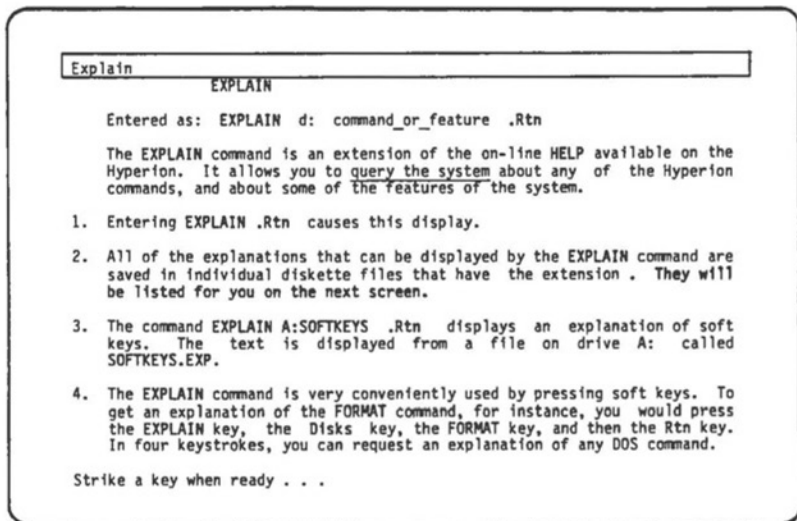 Explain
EXPLAIN
Entered as: EXPLAIN d: command_or_feature .Rtn
The EXPLAIN command is an extension of the on-line HELP available on the
Hyperion. It allows you to query the system about any of the Hyperion
commands, and about some of the features of the system.
1. Entering EXPLAIN .Rtn causes this display.
2. All of the explanations that can be displayed by the EXPLAIN command are
saved in individual diskette files that have the extension . They will
be listed for you on the next screen.
3. The command EXPLAIN A:SOFTKEYS .Rtn displays an explanation of soft
keys. The text is displayed from a file on drive A: called
SOFTKEYS.EXP.
4. The EXPLAIN command is very conveniently used by pressing soft keys. To
get an explanation of the FORMAT command, for instance, you would press
the EXPLAIN key, the Disks key, the FORMAT key, and then the Rtn key.
In four keystrokes, you can request an explanation of any DOS command.
Strike a key when ready . . .